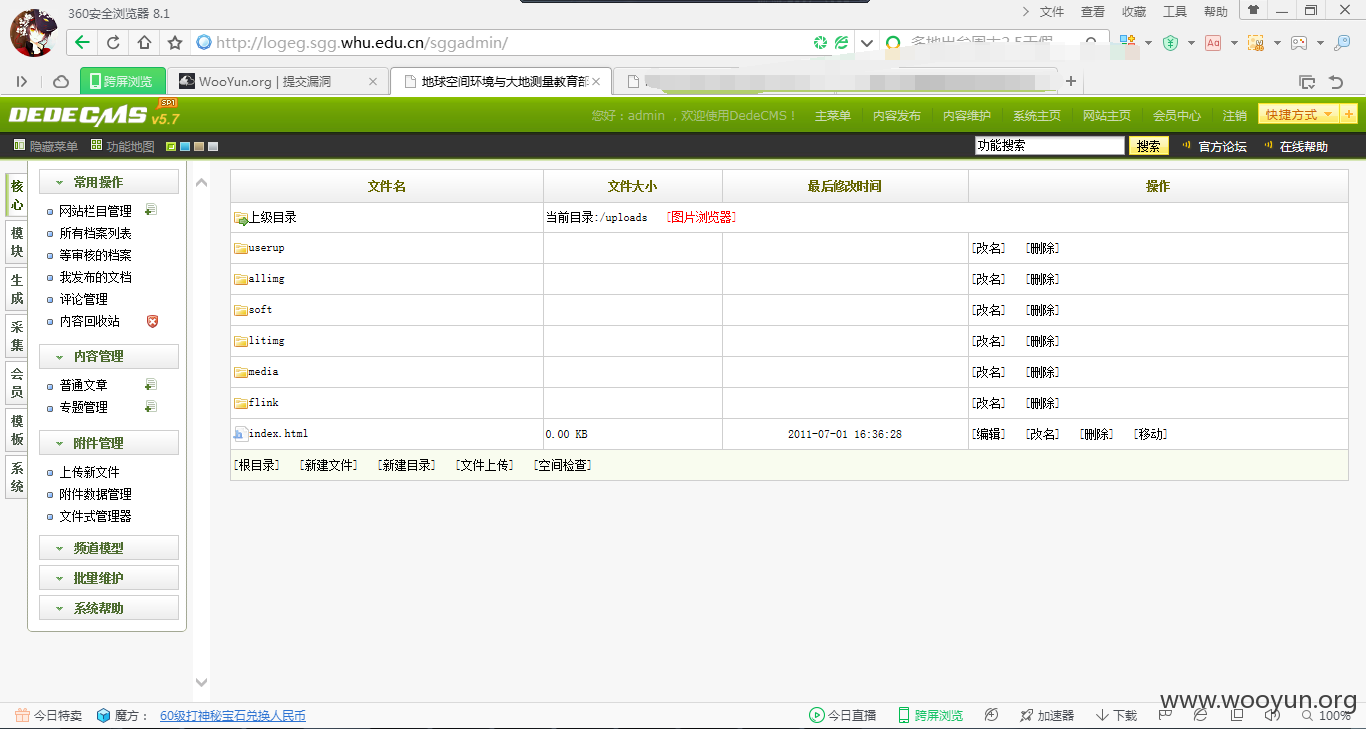 360安全浏览器 8.1
文件 查看 收藏 工具 帮助
http://logeg.sgg.whu.edu.cn/sggadmin/
跨屏浏览 WooYun.org | 提交漏洞 地球空间环境与大地测量教育部
DEDECMS v5.7 SP1
您好：admin ，欢迎使用DedeCMS！ 主菜单 内容发布 内容维护 系统主页 网站主页 会员中心 注销 快捷方式
隐藏菜单 功能地图 功能搜索 搜索 官方论坛 在线帮助
核心
模块
生成
采集
会员
模板
系统
常用操作
网站栏目管理
所有档案列表
等审核的档案
我发布的文档
评论管理
内容回收站
内容管理
普通文章
专题管理
附件管理
上传新文件
附件数据管理
文件式管理器
频道模型
批量维护
系统帮助
文件名 文件大小 最后修改时间 操作
上级目录 当前目录:/uploads [图片浏览器]
userup [改名] [删除]
allimg [改名] [删除]
soft [改名] [删除]
litimg [改名] [删除]
media [改名] [删除]
flink [改名] [删除]
index.html 0.00 KB 2011-07-01 16:36:28 [编辑] [改名] [删除] [移动]
[根目录] [新建文件] [新建目录] [文件上传] [空间检查]
www.wooyun.org
今日特卖 魔方： 60级打神秘宝石兑换人民币 今日直播 跨屏浏览 加速器 下载 100%